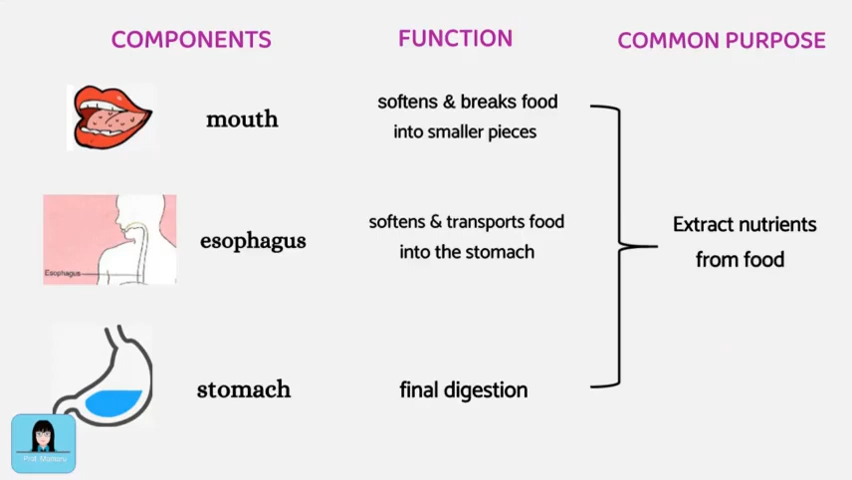 COMPONENTS
FUNCTION
COMMON PURPOSE
mouth
softens & breaks food
into smaller pieces
Esophagus
esophagus
softens & transports food
into the stomach
Extract nutrients
from food
stomach
final digestion